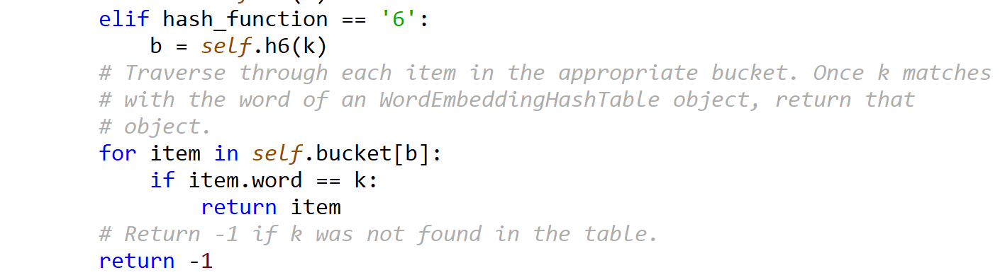 elif hash_function == '6':
b = self.h6(k)
# Traverse through each item in the appropriate bucket. Once k matches
# with the word of an WordEmbeddingHashTable object, return that
# object.
for item in self.bucket[b]:
if item.word == k:
return item
# Return -1 if k was not found in the table.
return -1